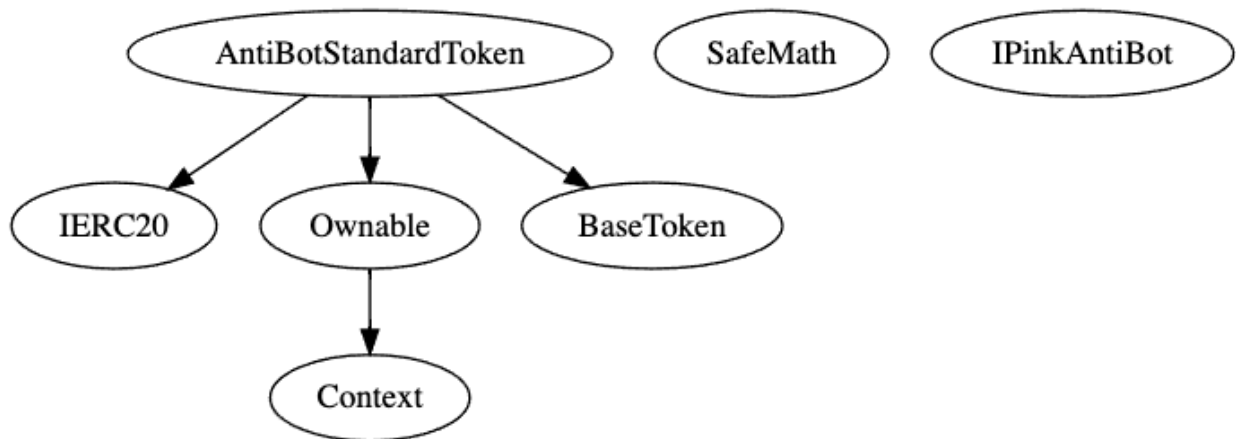 AntiBotStandardToken SafeMath IPinkAntiBot
IERC20 Ownable BaseToken
Context